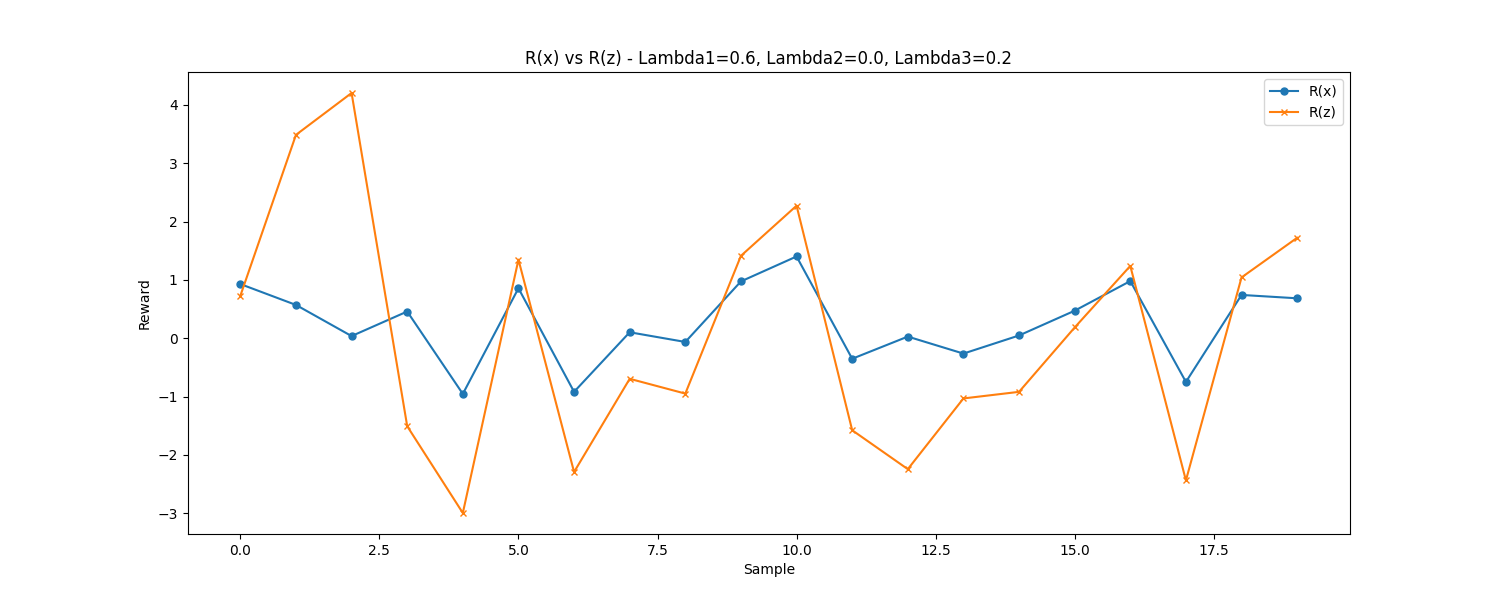 R(x) vs R(z) - Lambda1=0.6, Lambda2=0.0, Lambda3=0.2
R(x)
R(z)
4
3
2
1
0
−1
−2
−3
Reward
0.0 2.5 5.0 7.5 10.0 12.5 15.0 17.5
Sample